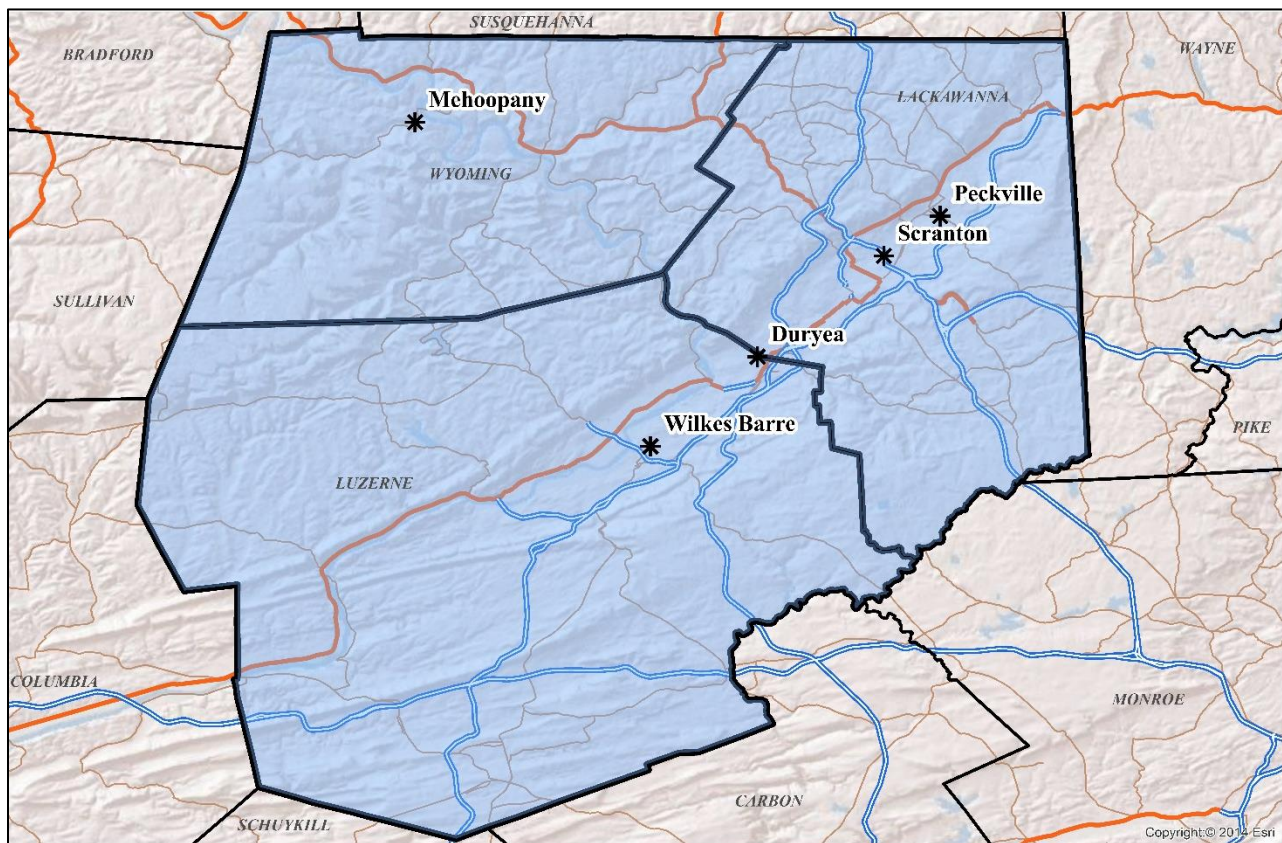 SUSQUEHANNA
BRADFORD
WAYNE
LACKAWANNA
Mehoopany
WYOMING
Peckville
Scranton
SULLIVAN
Duryea
Wilkes Barre
PIKE
LUZERNE
COLUMBIA
MONROE
CARBON
SCHUYKILL
Copyright:© 2014 Esri